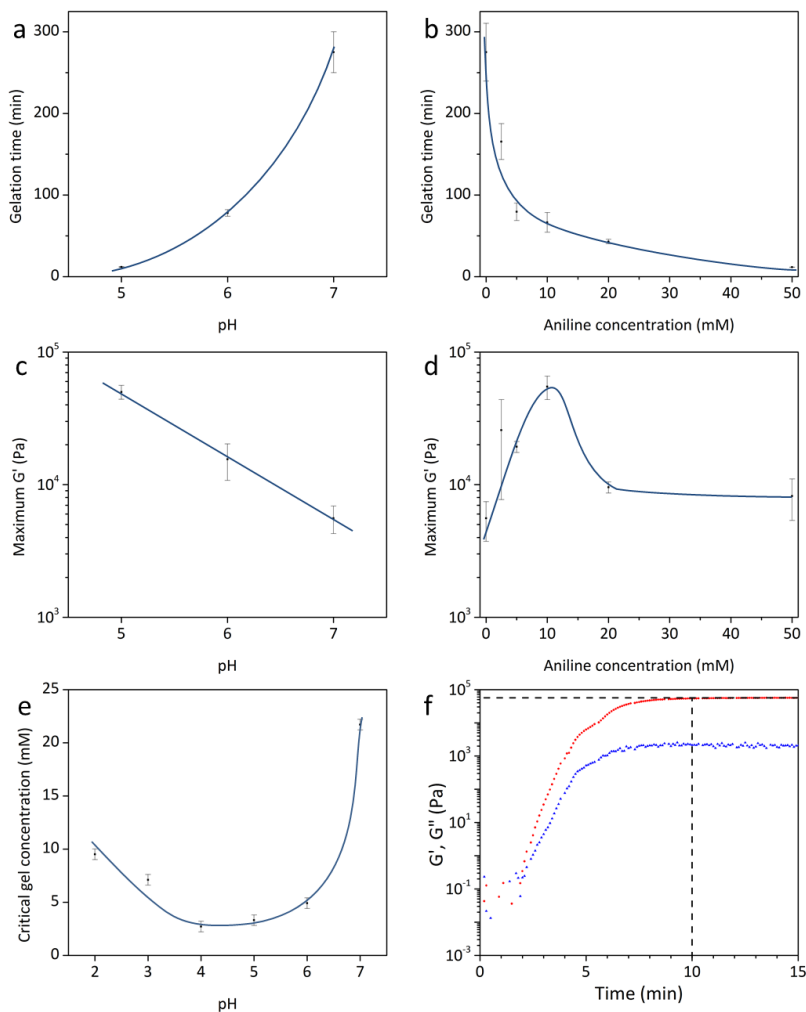 a
300
200
100
0
Gelation time (min)
5 6 7
pH
b
300
200
100
0
Gelation time (min)
0 10 20 30 40 50
Aniline concentration (mM)
c
10^5
10^4
10^3
Maximum G' (Pa)
5 6 7
pH
d
10^5
10^4
10^3
Maximum G' (Pa)
0 10 20 30 40 50
Aniline concentration (mM)
e
25
20
15
10
5
0
Critical gel concentration (mM)
2 3 4 5 6 7
pH
f
10^5
10^3
10^1
10^-1
10^-3
G', G'' (Pa)
0 5 10 15
Time (min)